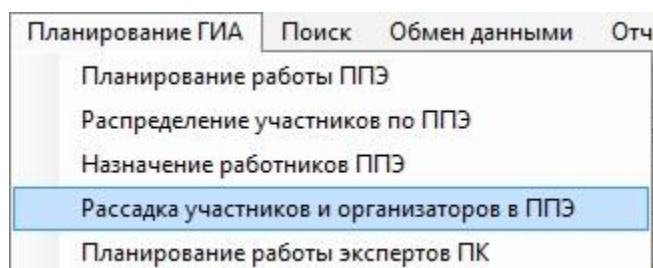 Планирование ГИА Поиск Обмен данными Отч
Планирование работы ППЭ
Распределение участников по ППЭ
Назначение работников ППЭ
Рассадка участников и организаторов в ППЭ
Планирование работы экспертов ПК